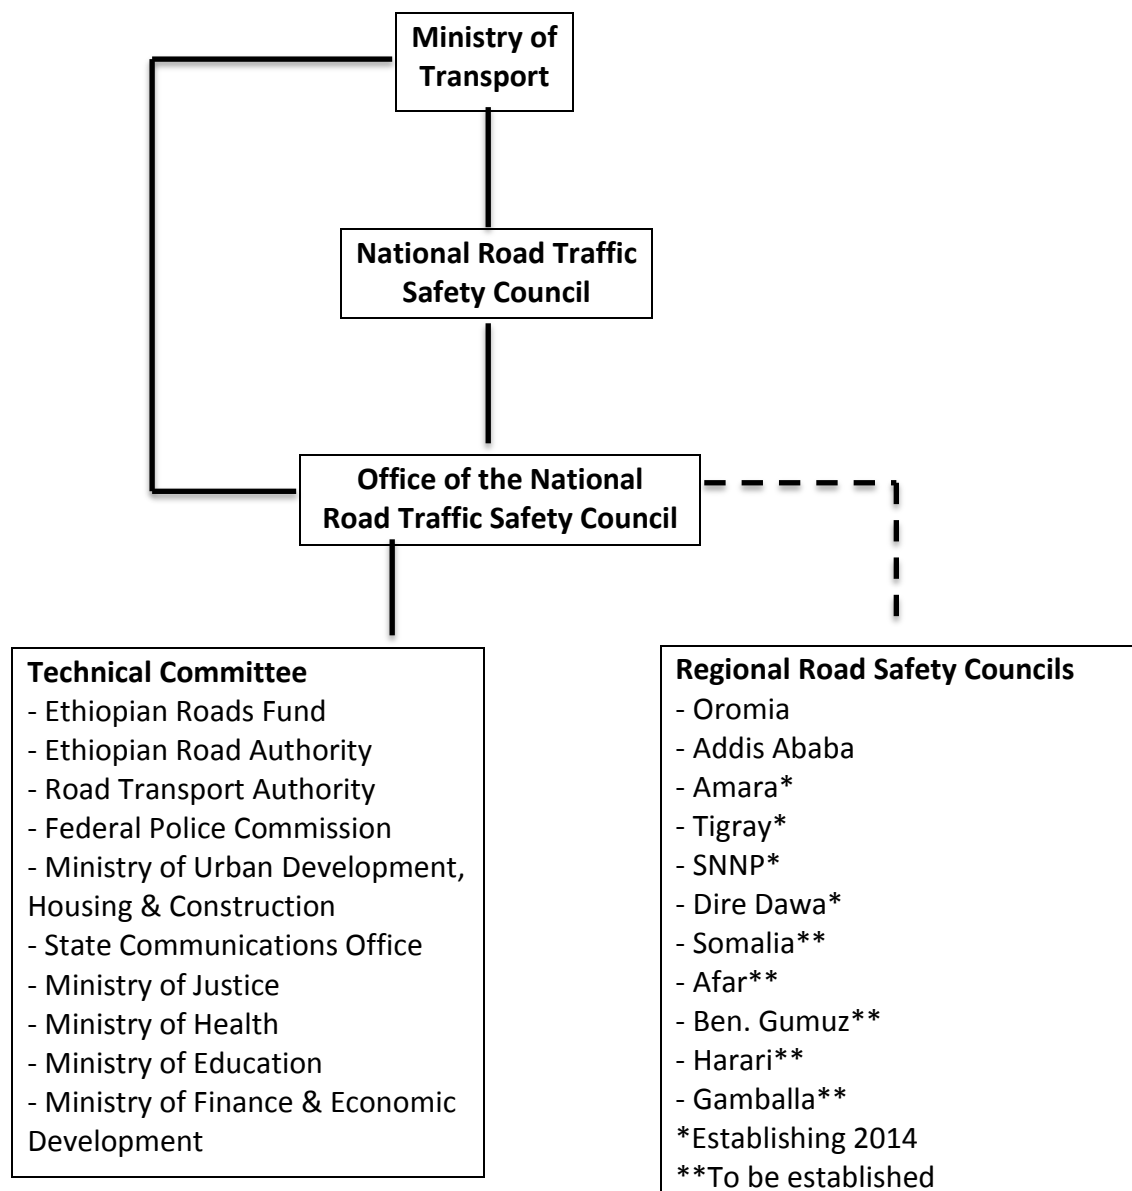 Ministry of
Transport
National Road Traffic
Safety Council
Office of the National
Road Traffic Safety Council
Technical Committee
- Ethiopian Roads Fund
- Ethiopian Road Authority
- Road Transport Authority
- Federal Police Commission
- Ministry of Urban Development,
Housing & Construction
- State Communications Office
- Ministry of Justice
- Ministry of Health
- Ministry of Education
- Ministry of Finance & Economic
Development
Regional Road Safety Councils
- Oromia
- Addis Ababa
- Amara*
- Tigray*
- SNNP*
- Dire Dawa*
- Somalia**
- Afar**
- Ben. Gumuz**
- Harari**
- Gamballa**
*Establishing 2014
**To be established